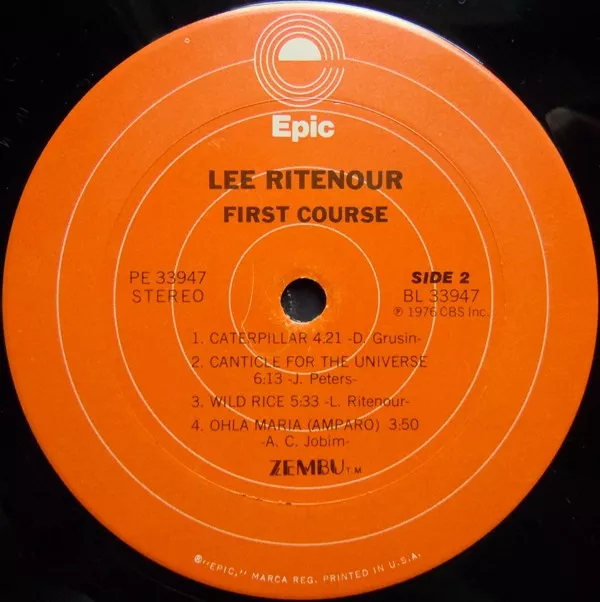 Epic
LEE RITENOUR
FIRST COURSE
PE 33947
STEREO
SIDE 2
BL 33947
℗ 1976 CBS Inc.
1. CATERPILLAR 4:21 -D. Grusin-
2. CANTICLE FOR THE UNIVERSE
6:13 -J. Peters-
3. WILD RICE 5:33 -L. Ritenour-
4. OHLA MARIA (AMPARO) 3:50
-A. C. Jobim-
ZEMBU T.M.
®"EPIC," MARCA REG. PRINTED IN U.S.A.